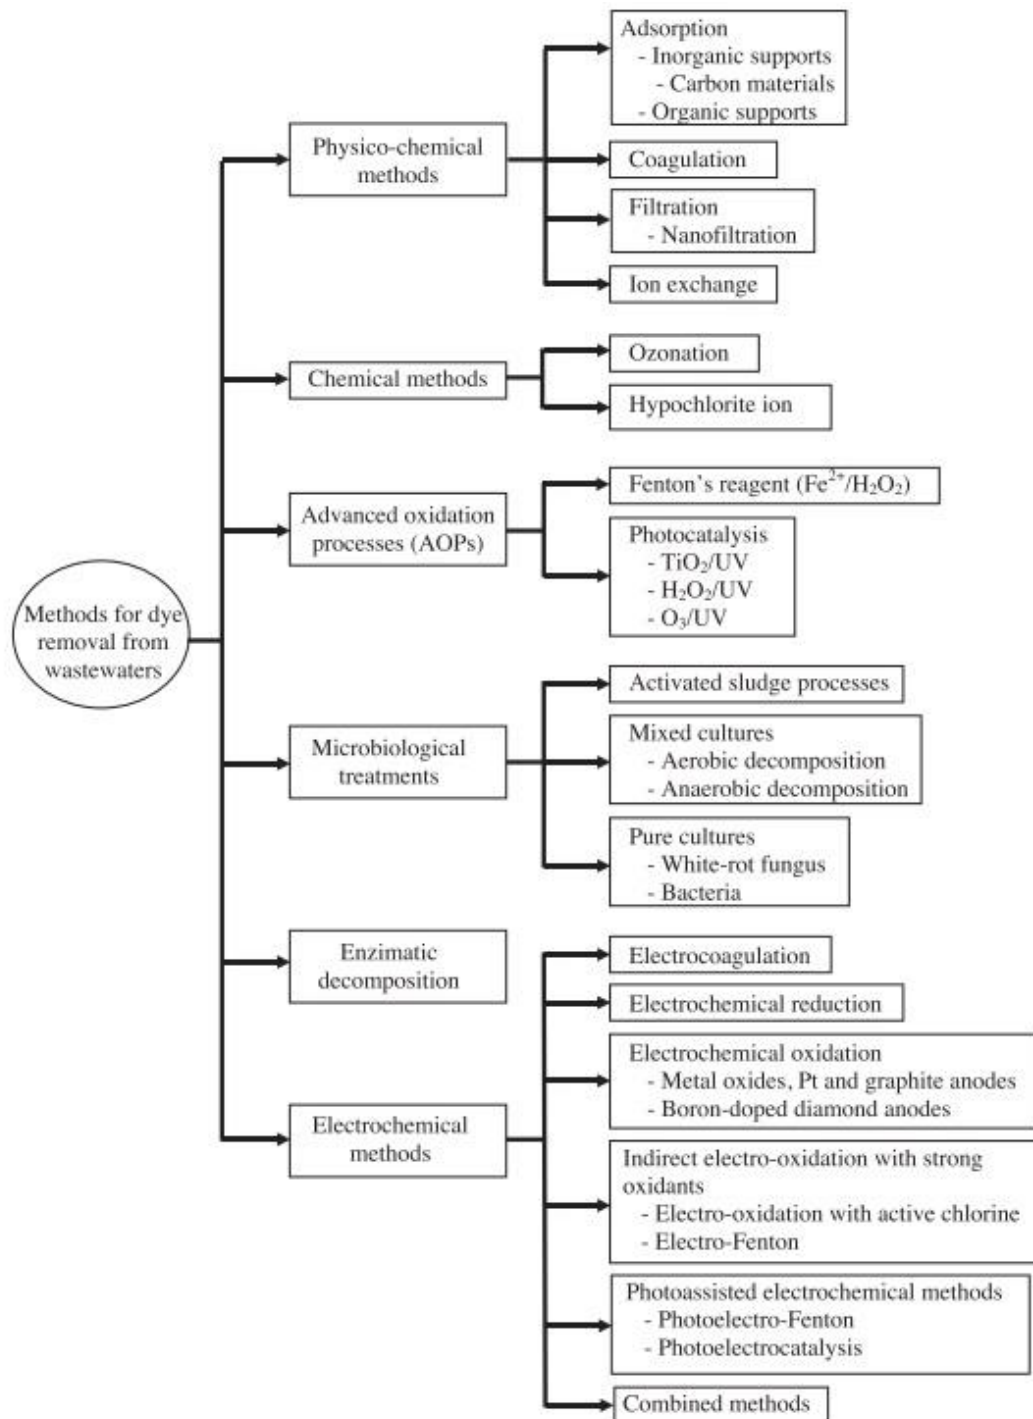 Methods for dye
removal from
wastewaters
Physico-chemical
methods
Adsorption
- Inorganic supports
- Carbon materials
- Organic supports
Coagulation
Filtration
- Nanofiltration
Ion exchange
Chemical methods
Ozonation
Hypochlorite ion
Advanced oxidation
processes (AOPs)
Fenton's reagent (Fe²⁺/H₂O₂)
Photocatalysis
- TiO₂/UV
- H₂O₂/UV
- O₃/UV
Microbiological
treatments
Activated sludge processes
Mixed cultures
- Aerobic decomposition
- Anaerobic decomposition
Pure cultures
- White-rot fungus
- Bacteria
Enzimatic
decomposition
Electrochemical
methods
Electrocoagulation
Electrochemical reduction
Electrochemical oxidation
- Metal oxides, Pt and graphite anodes
- Boron-doped diamond anodes
Indirect electro-oxidation with strong
oxidants
- Electro-oxidation with active chlorine
- Electro-Fenton
Photoassisted electrochemical methods
- Photoelectro-Fenton
- Photoelectrocatalysis
Combined methods